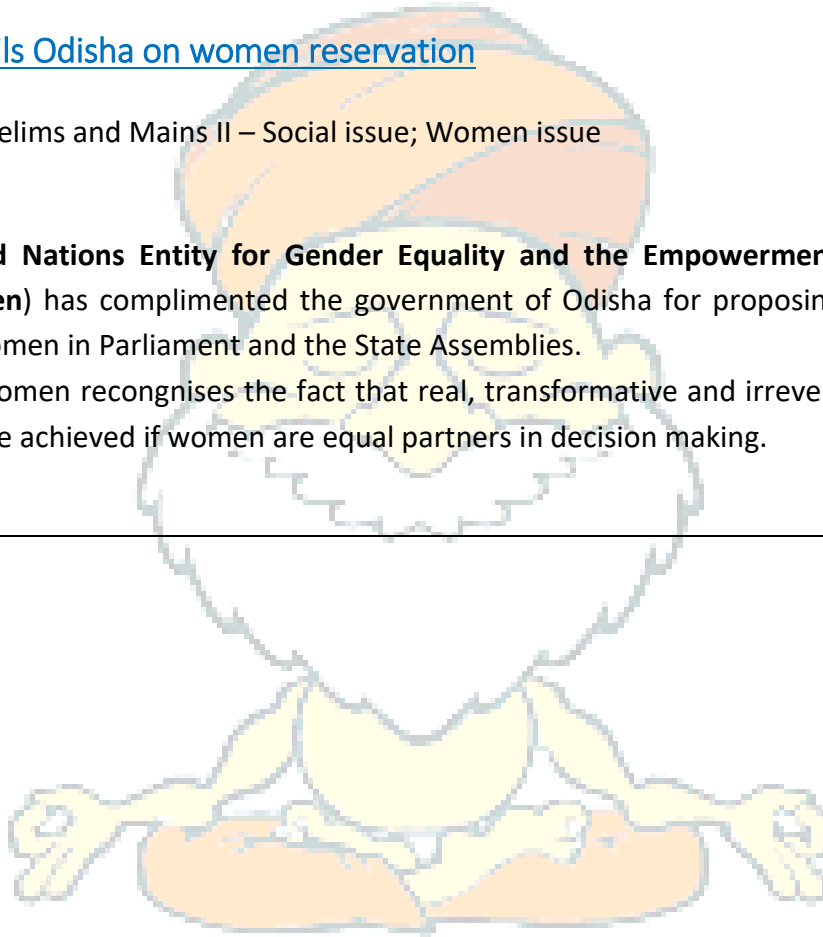 ls Odisha on women reservation
elims and Mains II – Social issue; Women issue
d Nations Entity for Gender Equality and the Empowermen
en) has complimented the government of Odisha for proposin
omen in Parliament and the State Assemblies.
omen recongnises the fact that real, transformative and irreve
e achieved if women are equal partners in decision making.